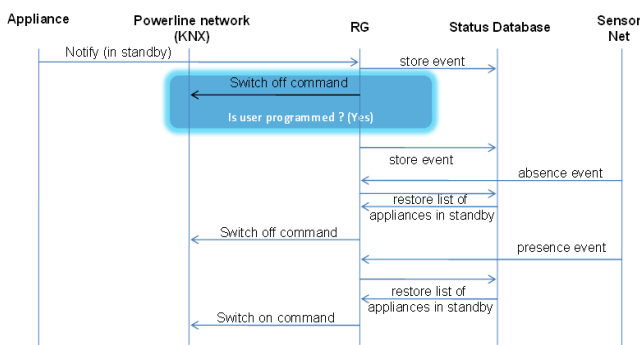 Appliance
Powerline network
(KNX)
RG
Status Database
Sensor
Net
Notify (in standby)
store event
Switch off command
Is user programmed ? (Yes)
store event
absence event
restore list of
appliances in standby
Switch off command
presence event
restore list of
appliances in standby
Switch on command